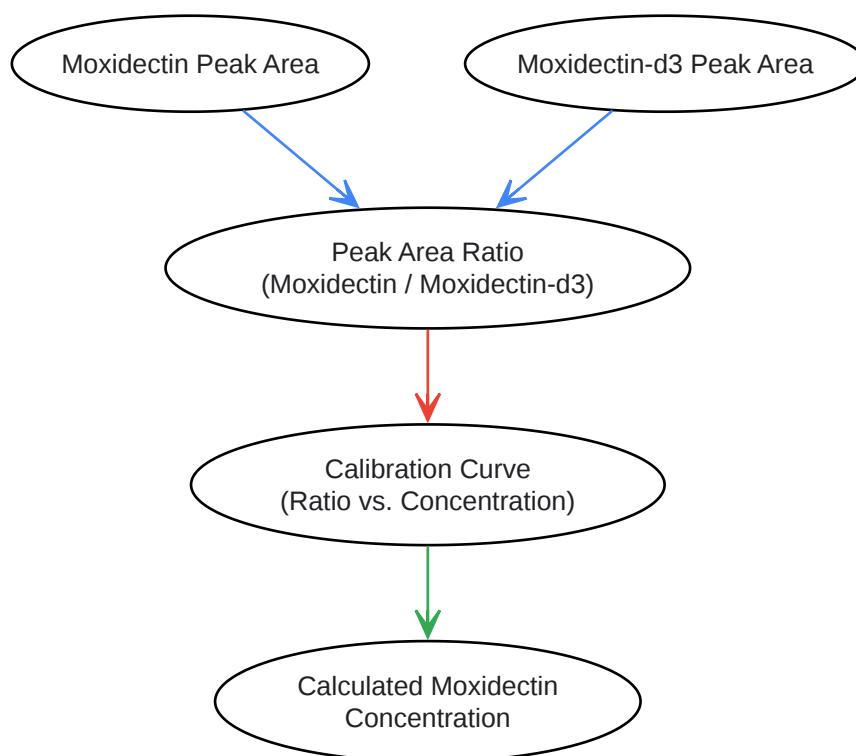 Moxidectin Peak Area
Moxidectin-d3 Peak Area
Peak Area Ratio
(Moxidectin / Moxidectin-d3)
Calibration Curve
(Ratio vs. Concentration)
Calculated Moxidectin
Concentration